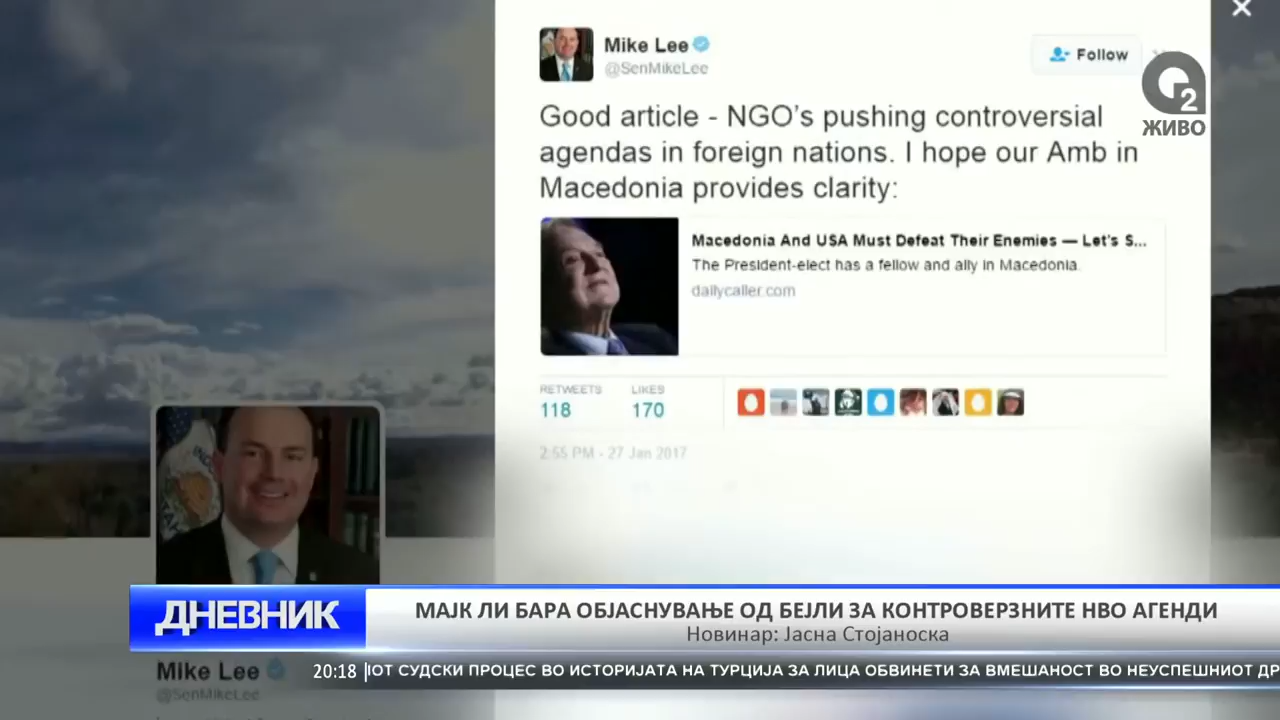 Mike Lee
@SenMikeLee
Follow
2
ЖИВО
Good article - NGO's pushing controversial
agendas in foreign nations. I hope our Amb in
Macedonia provides clarity:
Macedonia And USA Must Defeat Their Enemies — Let's S...
The President-elect has a fellow and ally in Macedonia.
dailycaller.com
RETWEETS
LIKES
118
170
2:55 PM - 27 Jan 2017
ДНЕВНИК
МАЈК ЛИ БАРА ОБЈАСНУВАЊЕ ОД БЕЈЛИ ЗА КОНТРОВЕРЗНИТЕ НВО АГЕНДИ
Новинар: Јасна Стојаноска
Mike Lee
@SenMikeLee
20:18
ИОТ СУДСКИ ПРОЦЕС ВО ИСТОРИЈАТА НА ТУРЦИЈА ЗА ЛИЦА ОБВИНЕТИ ЗА ВМЕШАНОСТ ВО НЕУСПЕШНИОТ ДР